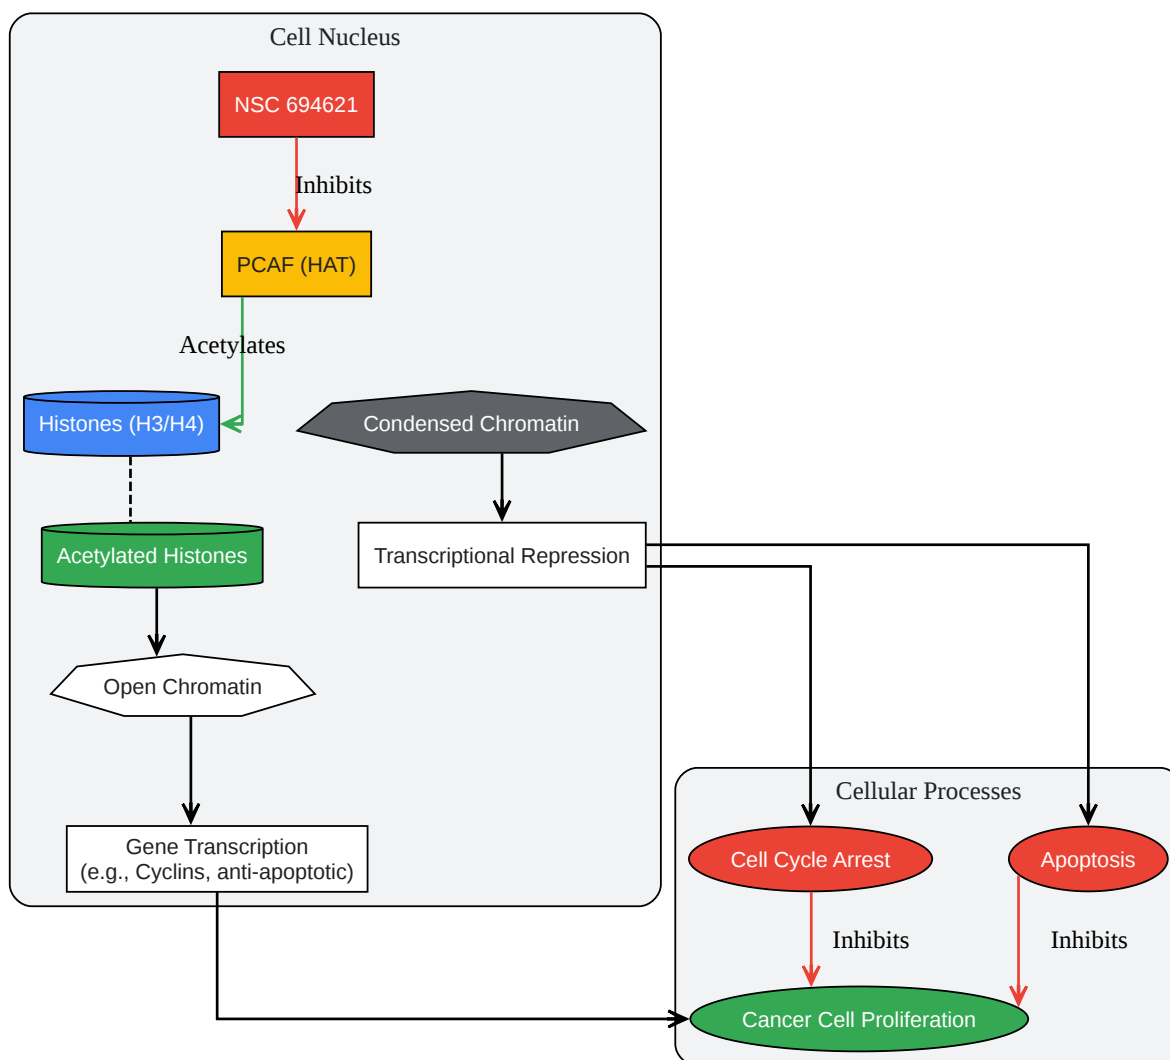 Cell Nucleus
NSC 694621
Inhibits
PCAF (HAT)
Acetylates
Histones (H3/H4)
Condensed Chromatin
Acetylated Histones
Transcriptional Repression
Open Chromatin
Gene Transcription
(e.g., Cyclins, anti-apoptotic)
Cellular Processes
Cell Cycle Arrest
Apoptosis
Inhibits
Inhibits
Cancer Cell Proliferation